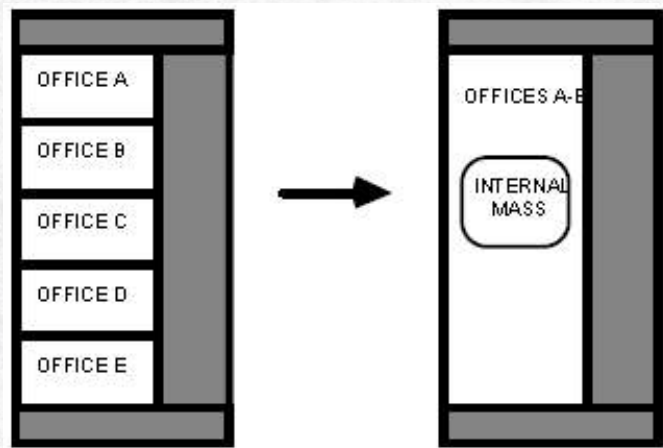 OFFICE A
OFFICE B
OFFICE C
OFFICE D
OFFICE E
OFFICES A-E
INTERNAL
MASS